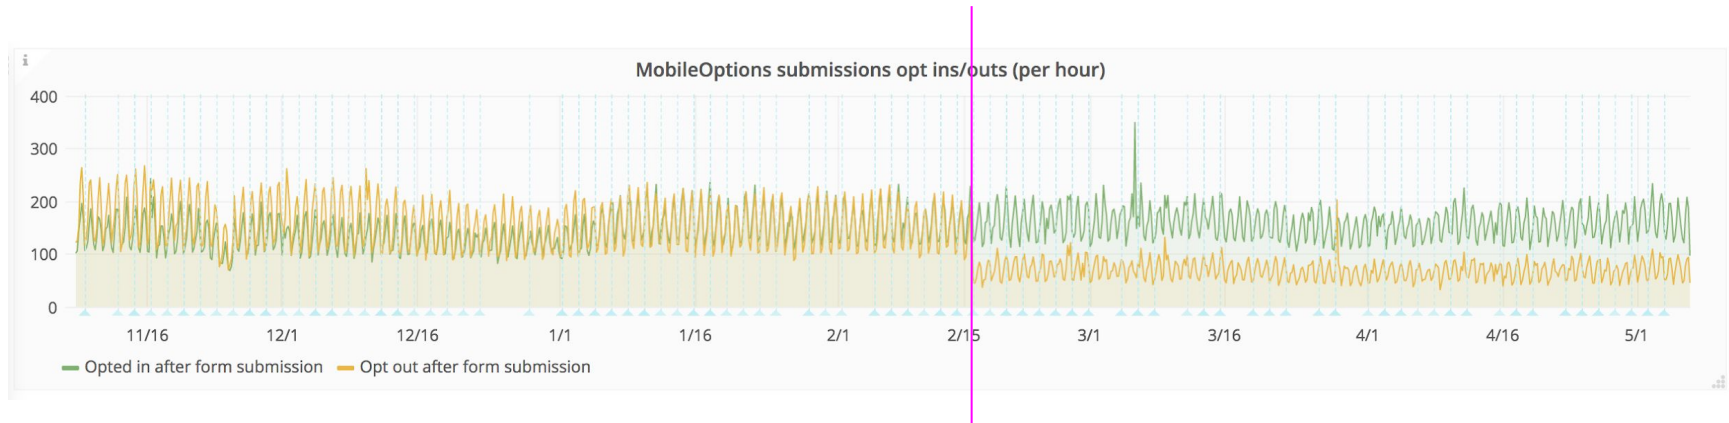 i
MobileOptions submissions opt ins/outs (per hour)
400
300
200
100
0
11/16 12/1 12/16 1/1 1/16 2/1 2/15 3/1 3/16 4/1 4/16 5/1
Opted in after form submission Opt out after form submission